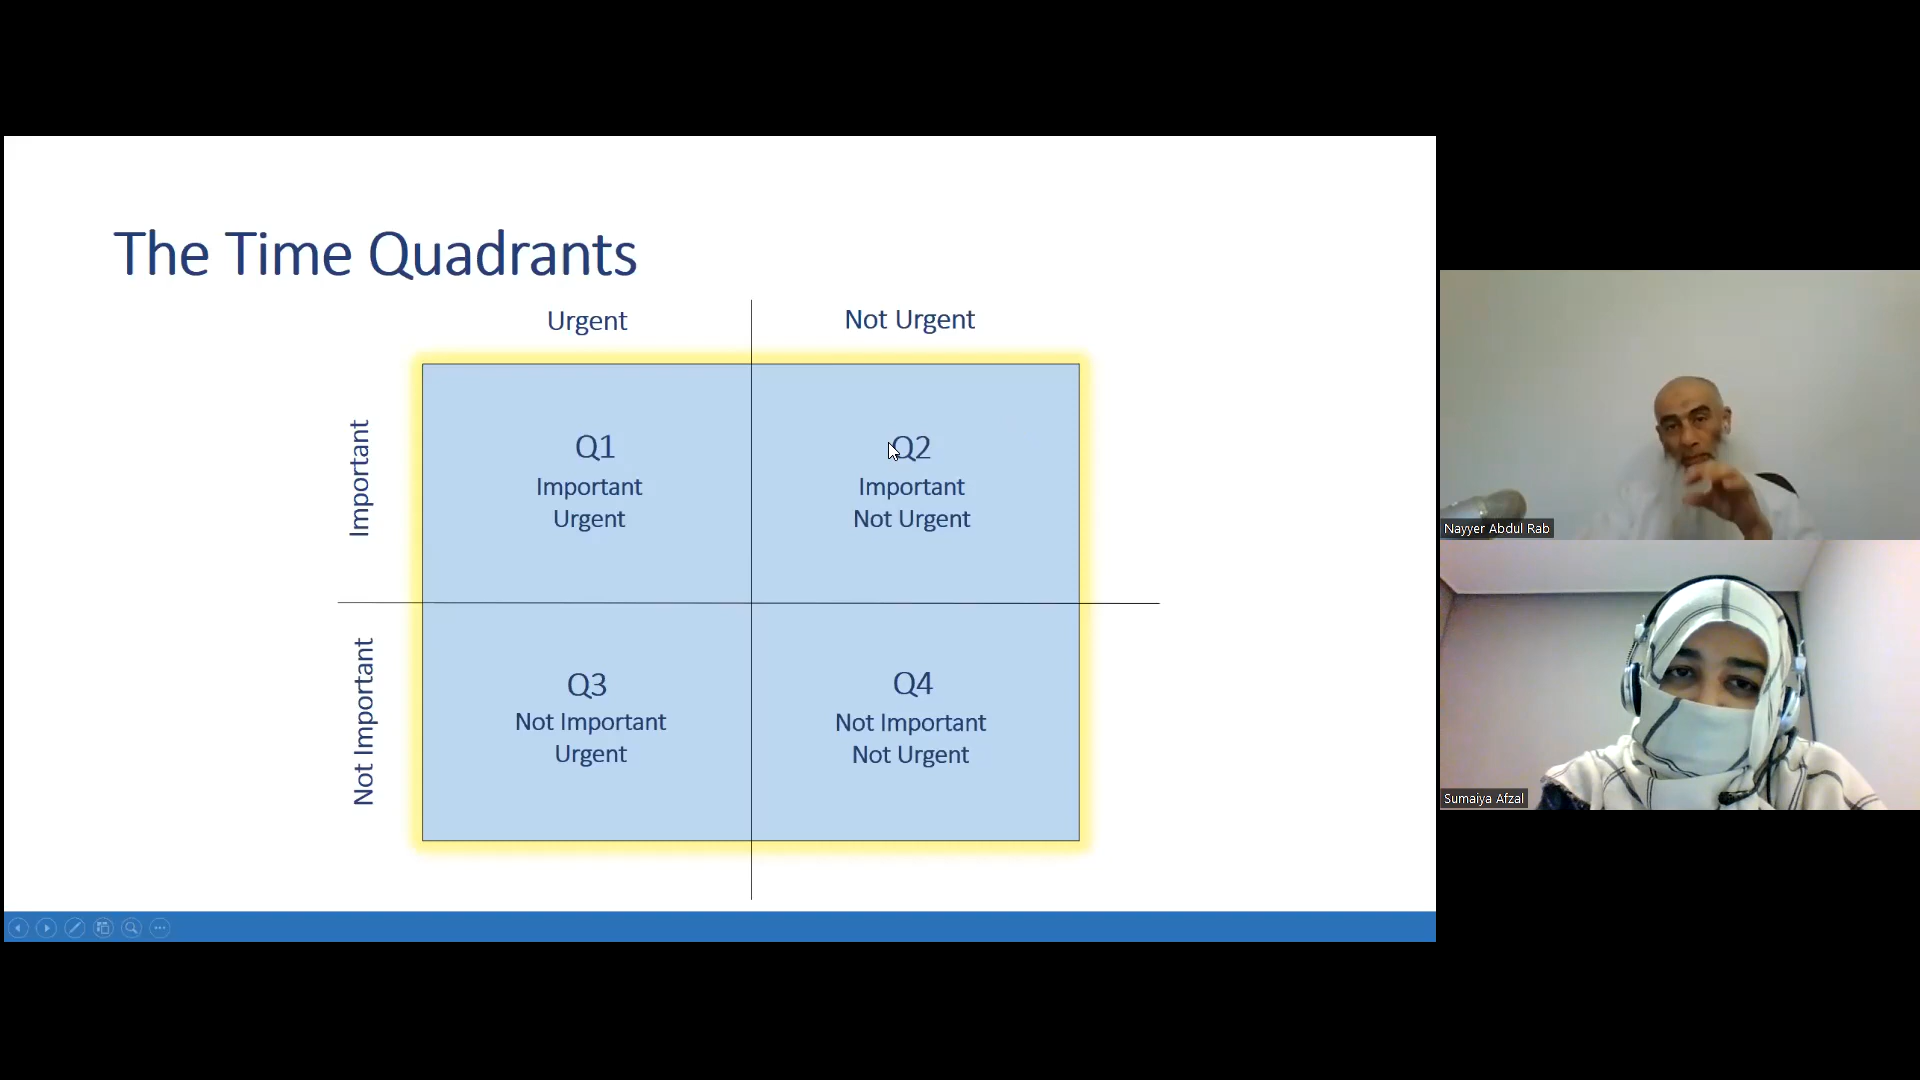 The Time Quadrants
Urgent
Not Urgent
Important
Q1
Important
Urgent
Q2
Important
Not Urgent
Not Important
Q3
Not Important
Urgent
Q4
Not Important
Not Urgent
Nayyer Abdul Rab
Sumaiya Afzal